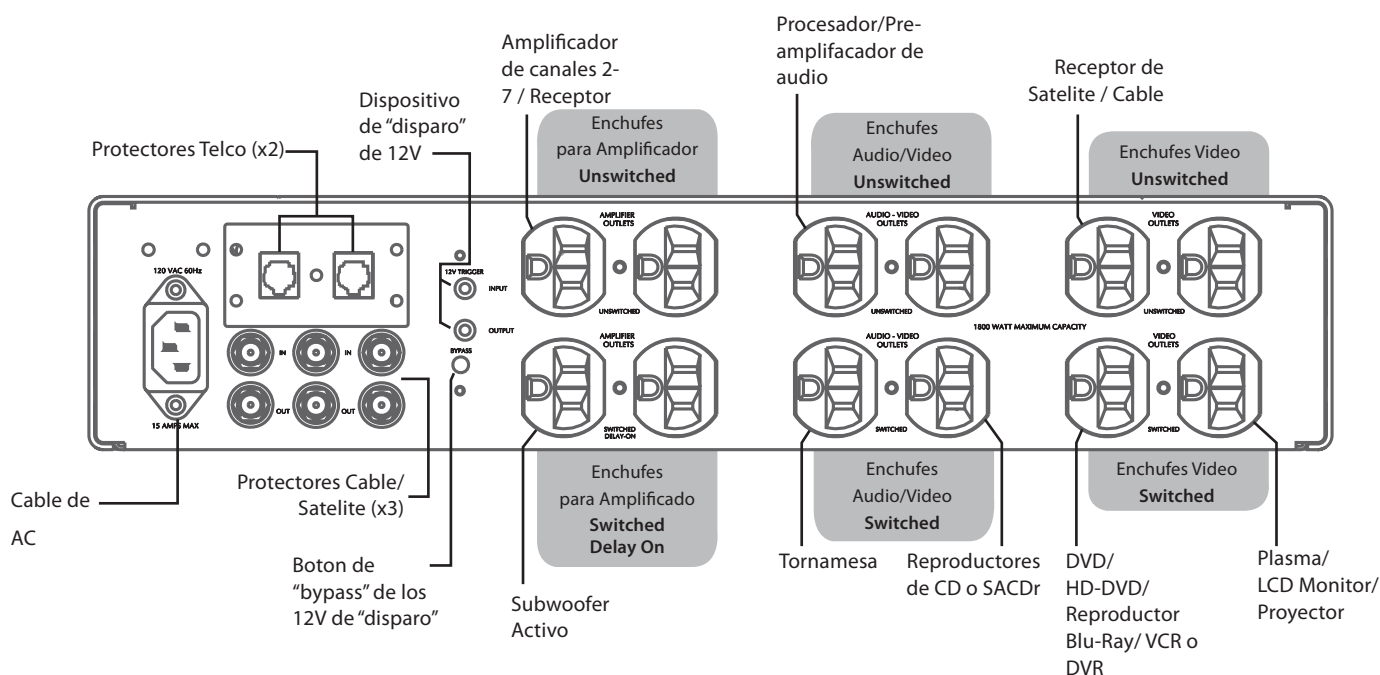 Procesador/Pre-
amplifacador de
audio
Amplificador
de canales 2-
7 / Receptor
Receptor de
Satelite / Cable
Dispositivo
de “disparo”
de 12V
Protectores Telco (x2)
Enchufes
para Amplificador
Unswitched
Enchufes
Audio/Video
Unswitched
Enchufes Video
Unswitched
120 VAC 60Hz
15 AMPS MAX
IN
IN
OUT
OUT
12V TRIGGER
INPUT
OUTPUT
BYPASS
AMPLIFIER
OUTLETS
UNSWITCHED
AMPLIFIER
OUTLETS
SWITCHED
DELAY-ON
AUDIO - VIDEO
OUTLETS
UNSWITCHED
AUDIO - VIDEO
OUTLETS
SWITCHED
1800 WATT MAXIMUM CAPACITY
VIDEO
OUTLETS
UNSWITCHED
VIDEO
OUTLETS
SWITCHED
Cable de
AC
Protectores Cable/
Satelite (x3)
Boton de
“bypass” de los
12V de “disparo”
Enchufes
para Amplificado
Switched
Delay On
Enchufes
Audio/Video
Switched
Enchufes Video
Switched
Subwoofer
Activo
Tornamesa
Reproductores
de CD o SACDr
DVD/
HD-DVD/
Reproductor
Blu-Ray/ VCR o
DVR
Plasma/
LCD Monitor/
Proyector